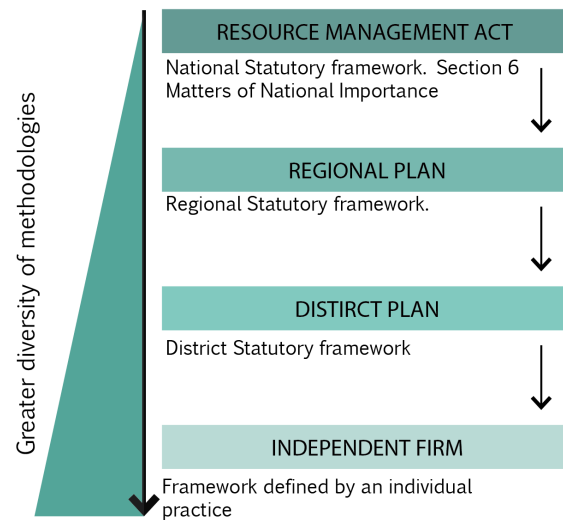 Greater diversity of methodologies
RESOURCE MANAGEMENT ACT
National Statutory framework.  Section 6
Matters of National Importance
REGIONAL PLAN
Regional Statutory framework.
DISTIRCT PLAN
District Statutory framework
INDEPENDENT FIRM
Framework defined by an individual
practice